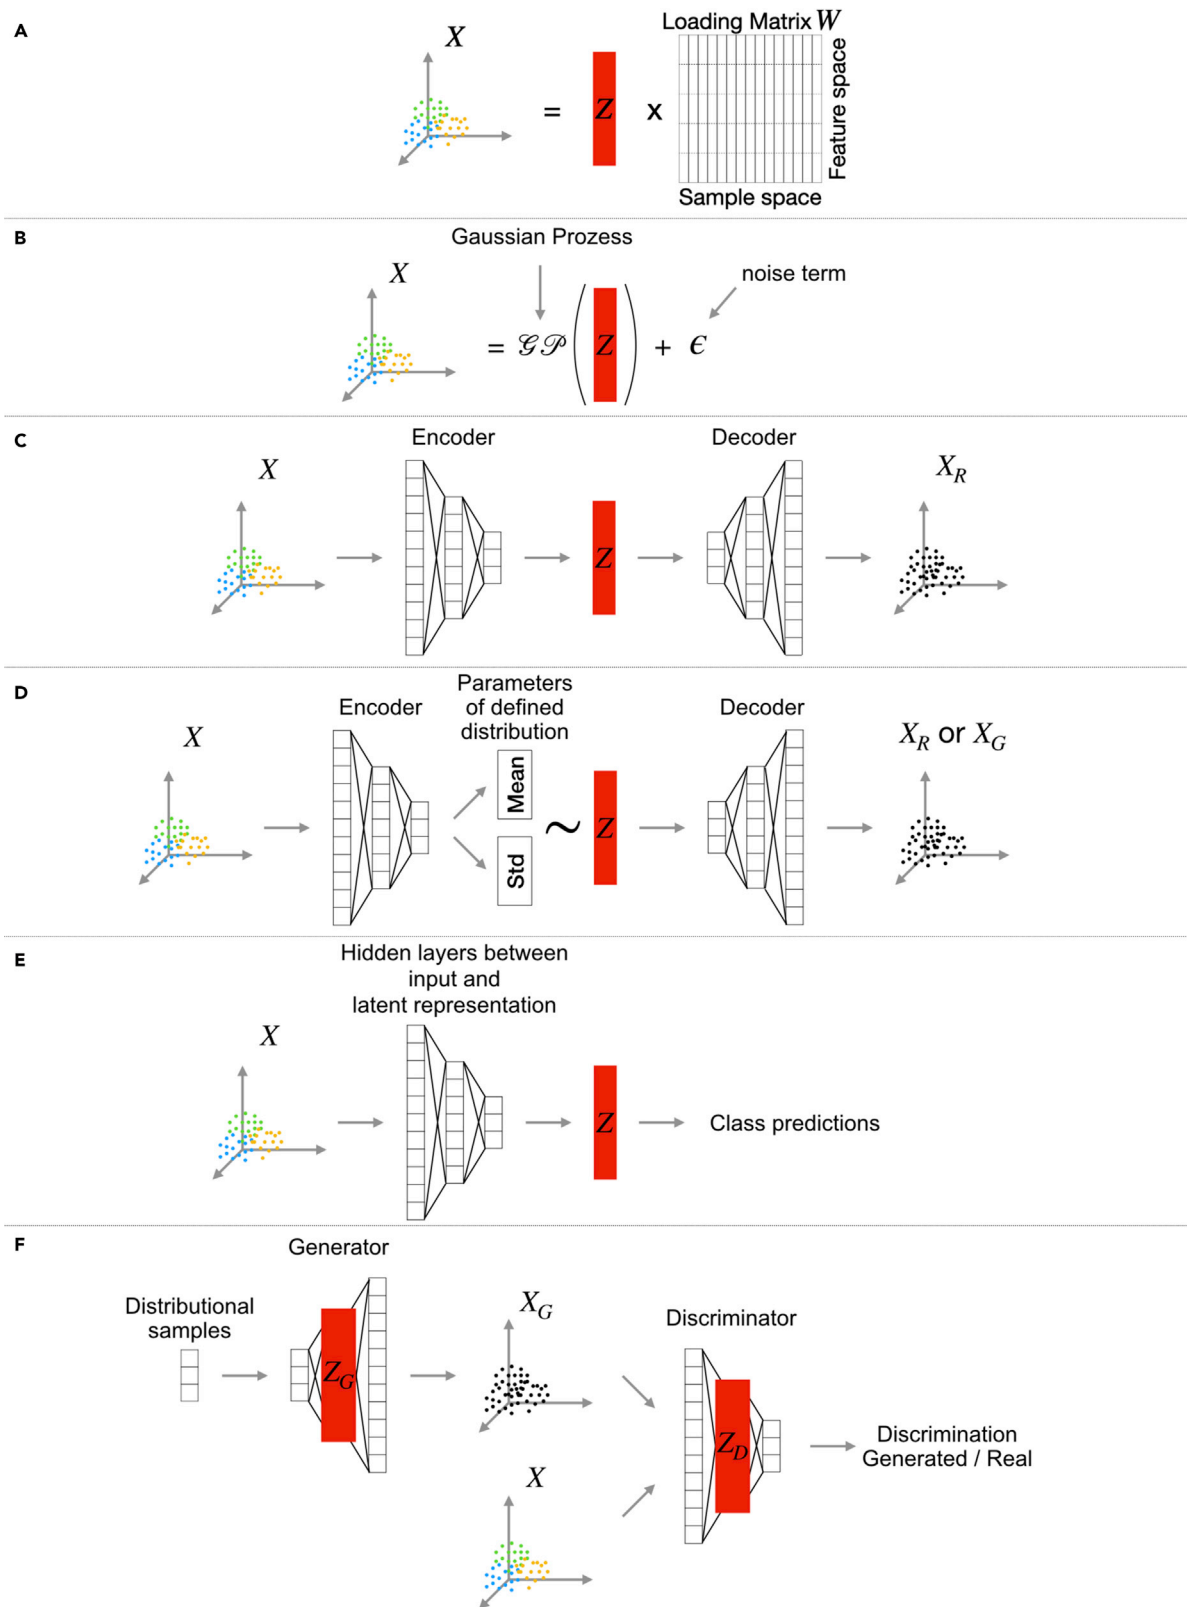 A
X
=
Z
x
Loading Matrix W
Feature space
Sample space
B
Gaussian Prozess
X
noise term
= 𝒢𝒫 ( Z ) + ϵ
C
Encoder
Decoder
X
Z
X_R
D
Parameters
of defined
distribution
Encoder
Decoder
X
Mean
Std
~
Z
X_R or X_G
E
Hidden layers between
input and
latent representation
X
Z
Class predictions
F
Generator
Distributional
samples
Z_G
X_G
Discriminator
Z_D
Discrimination
Generated / Real
X